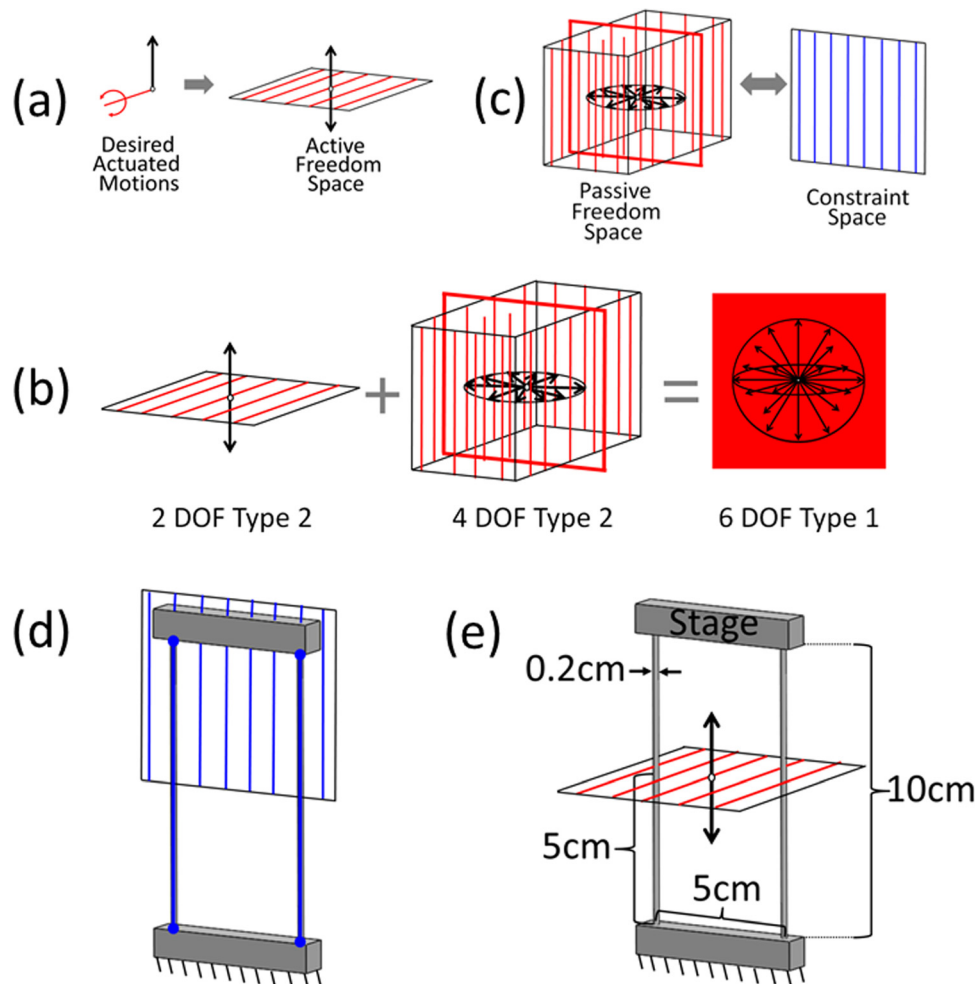 (a)
Desired
Actuated
Motions
Active
Freedom
Space
(c)
Passive
Freedom
Space
Constraint
Space
(b)
2 DOF Type 2
4 DOF Type 2
6 DOF Type 1
(d)
(e)
Stage
0.2cm
10cm
5cm
5cm